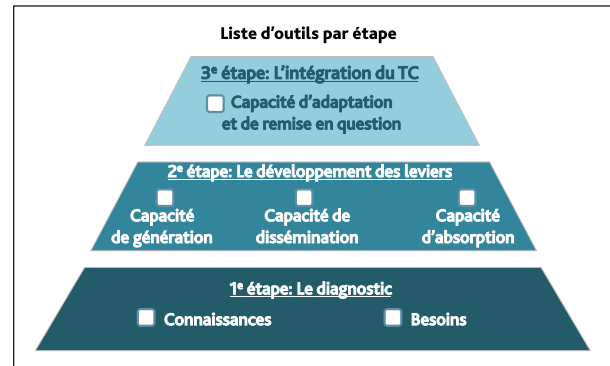 Liste d'outils par étape
3e étape: L'intégration du TC
Capacité d'adaptation
et de remise en question
2e étape: Le développement des leviers
Capacité
de génération
Capacité de
dissémination
Capacité
d'absorption
1e étape: Le diagnostic
Connaissances
Besoins